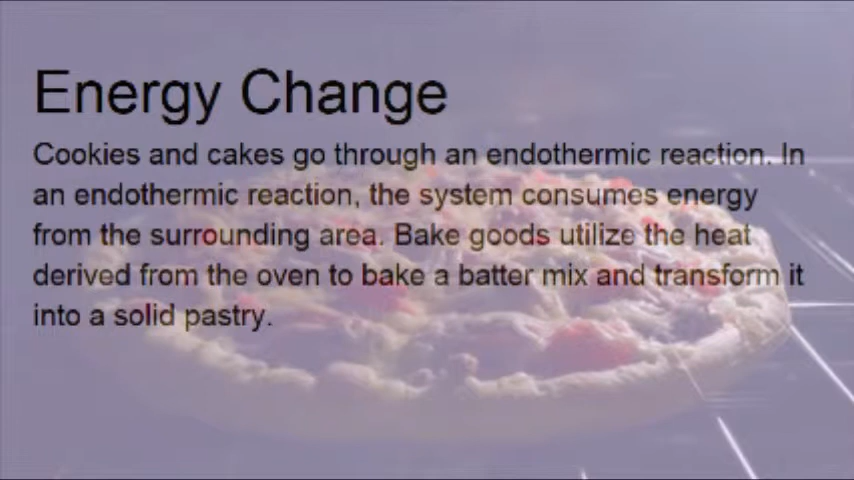 Energy Change
Cookies and cakes go through an endothermic reaction. In
an endothermic reaction, the system consumes energy
from the surrounding area. Bake goods utilize the heat
derived from the oven to bake a batter mix and transform it
into a solid pastry.